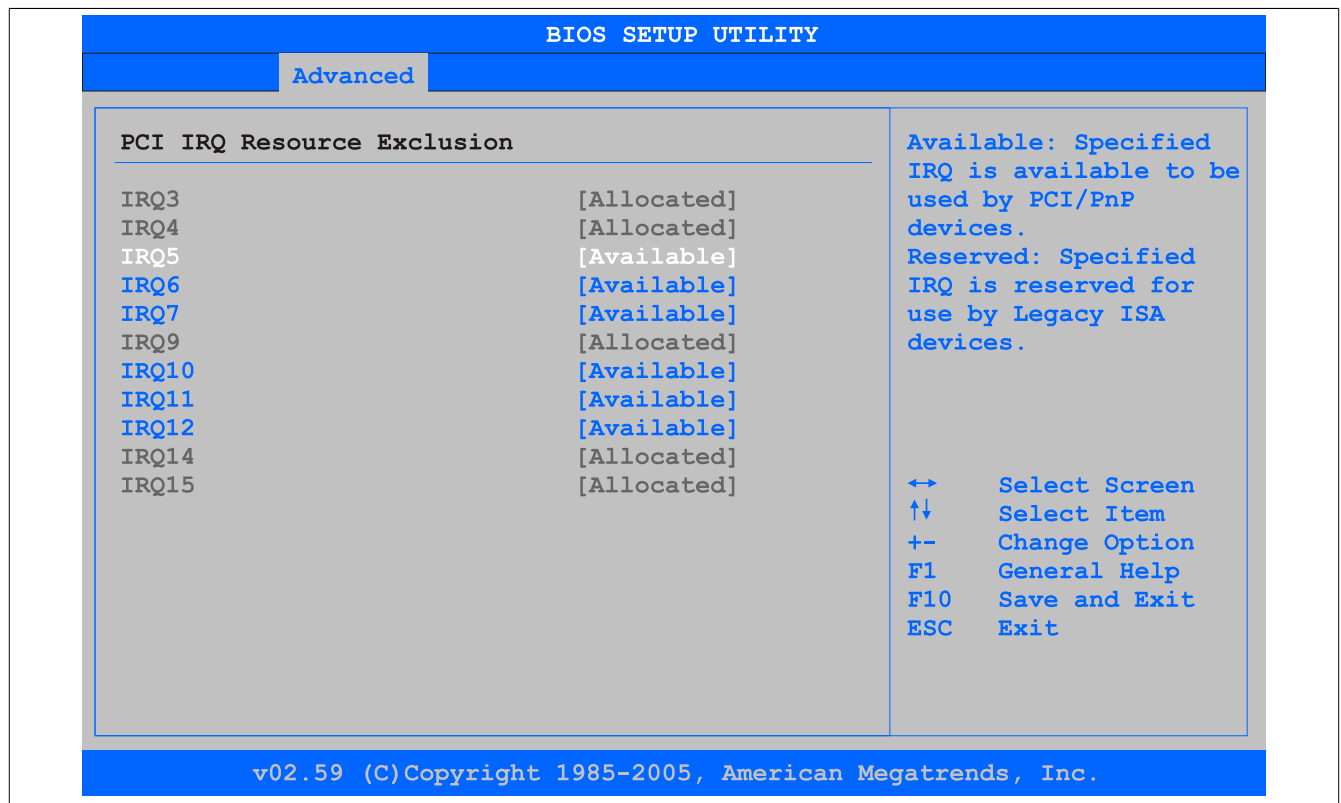 BIOS SETUP UTILITY
Advanced
PCI IRQ Resource Exclusion
IRQ3 [Allocated]
IRQ4 [Allocated]
IRQ5 [Available]
IRQ6 [Available]
IRQ7 [Available]
IRQ9 [Allocated]
IRQ10 [Available]
IRQ11 [Available]
IRQ12 [Available]
IRQ14 [Allocated]
IRQ15 [Allocated]
Available: Specified
IRQ is available to be
used by PCI/PnP
devices.
Reserved: Specified
IRQ is reserved for
use by Legacy ISA
devices.
↔ Select Screen
↑↓ Select Item
+- Change Option
F1 General Help
F10 Save and Exit
ESC Exit
v02.59 (C)Copyright 1985-2005, American Megatrends, Inc.